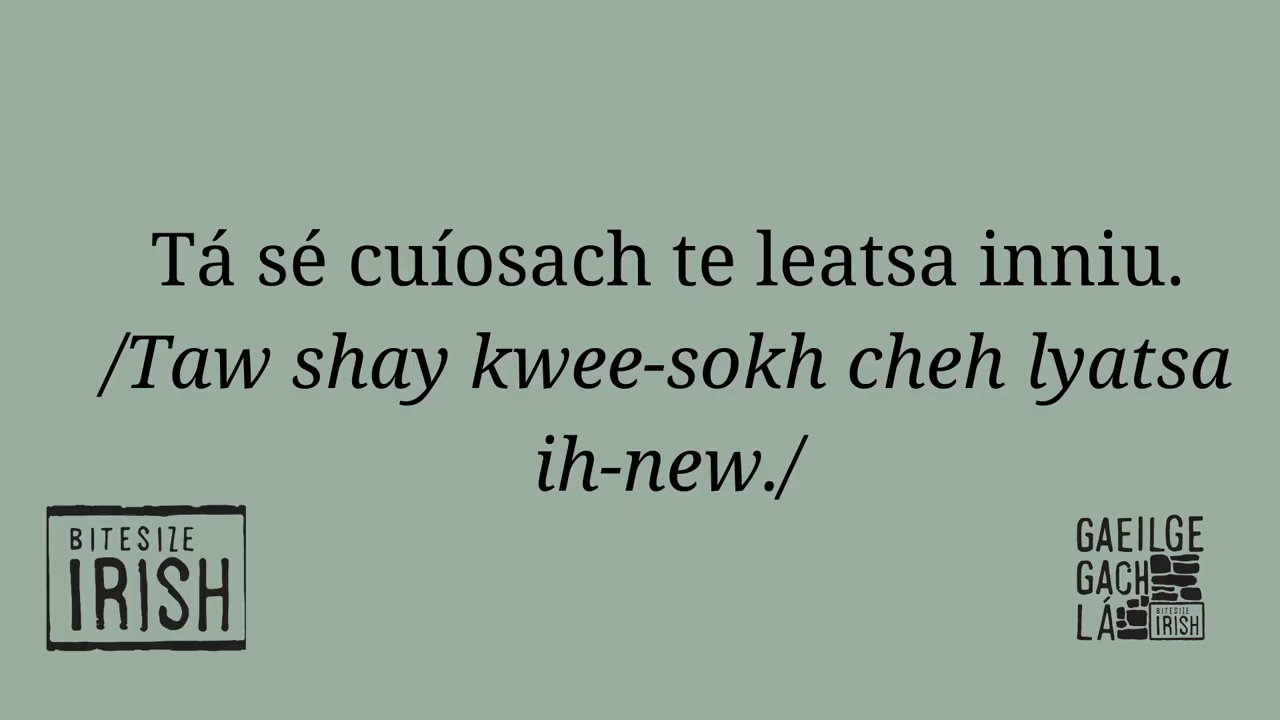 Tá sé cuíosach te leatsa inniu.
/Taw shay kwee-sokh cheh lyatsa
ih-new./
BITESIZE
IRISH
GAEILGE
GACH
LÁ
BITESIZE
IRISH